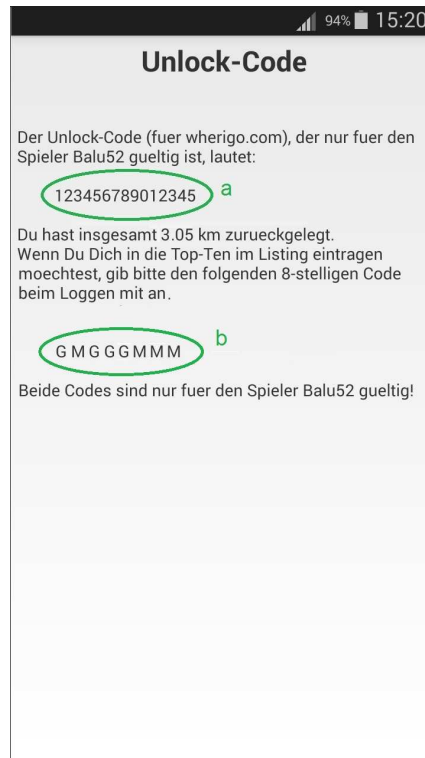 94% 15:20
Unlock-Code
Der Unlock-Code (fuer wherigo.com), der nur fuer den
Spieler Balu52 gueltig ist, lautet:
123456789012345 a
Du hast insgesamt 3.05 km zurueckgelegt.
Wenn Du Dich in die Top-Ten im Listing eintragen
moechtest, gib bitte den folgenden 8-stelligen Code
beim Loggen mit an.
G M G G G M M M b
Beide Codes sind nur fuer den Spieler Balu52 gueltig!